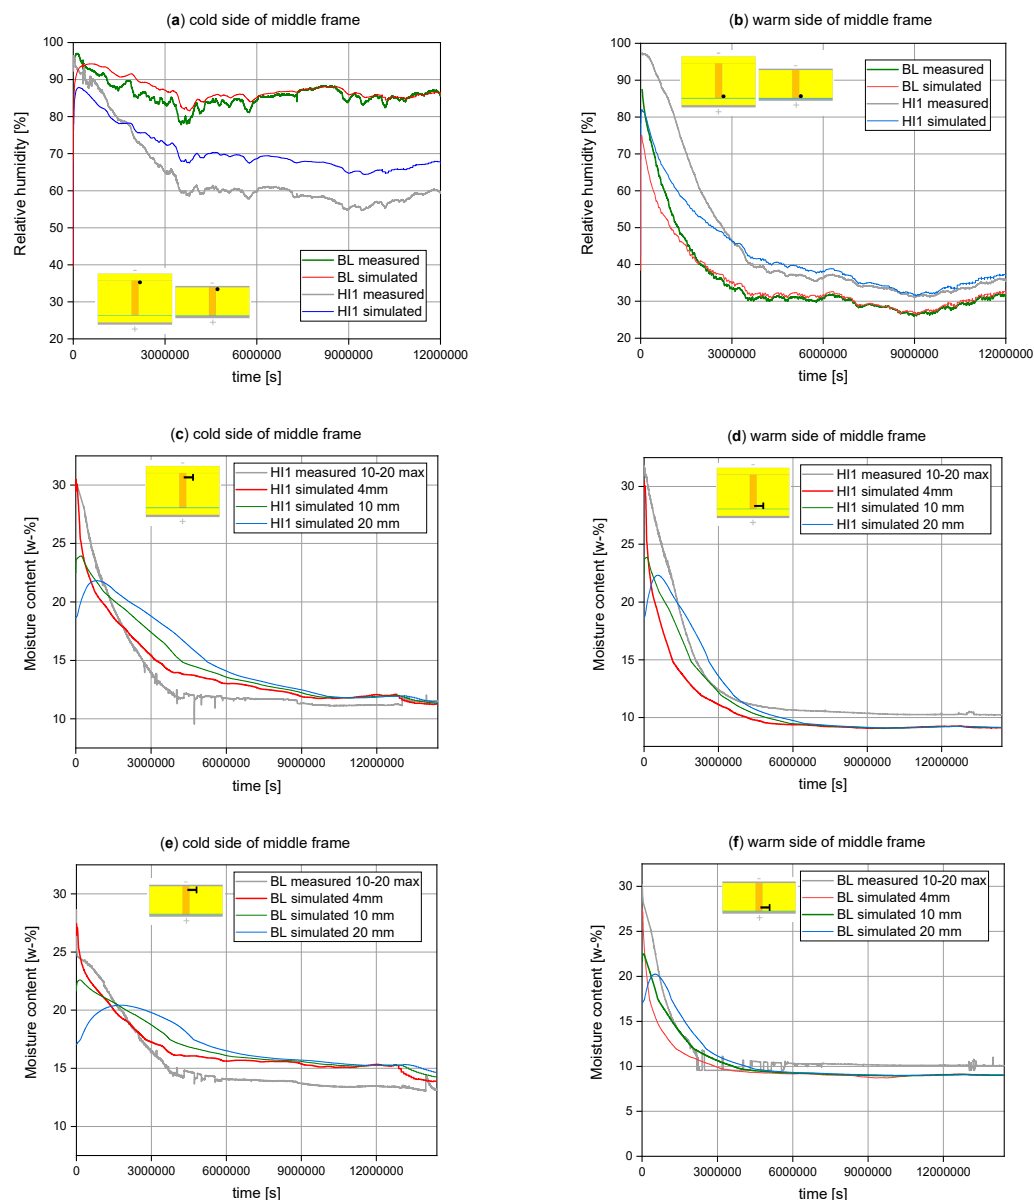 (a) cold side of middle frame
100
90
80
70
60
50
40
30
20
Relative humidity [%]
BL measured
BL simulated
HI1 measured
HI1 simulated
0 3000000 6000000 9000000 12000000
time [s]
(b) warm side of middle frame
100
90
80
70
60
50
40
30
20
Relative humidity [%]
BL measured
BL simulated
HI1 measured
HI1 simulated
0 3000000 6000000 9000000 12000000
time [s]
(c) cold side of middle frame
30
25
20
15
10
Moisture content [w-%]
HI1 measured 10-20 max
HI1 simulated 4mm
HI1 simulated 10 mm
HI1 simulated 20 mm
0 3000000 6000000 9000000 12000000
time [s]
(d) warm side of middle frame
30
25
20
15
10
Moisture content [w-%]
HI1 measured 10-20 max
HI1 simulated 4mm
HI1 simulated 10 mm
HI1 simulated 20 mm
0 3000000 6000000 9000000 12000000
time [s]
(e) cold side of middle frame
30
25
20
15
10
Moisture content [w-%]
BL measured 10-20 max
BL simulated 4mm
BL simulated 10 mm
BL simulated 20 mm
0 3000000 6000000 9000000 12000000
time [s]
(f) warm side of middle frame
30
25
20
15
10
5
0
Moisture content [w-%]
BL measured 10-20 max
BL simulated 4mm
BL simulated 10 mm
BL simulated 20 mm
0 3000000 6000000 9000000 12000000
time [s]